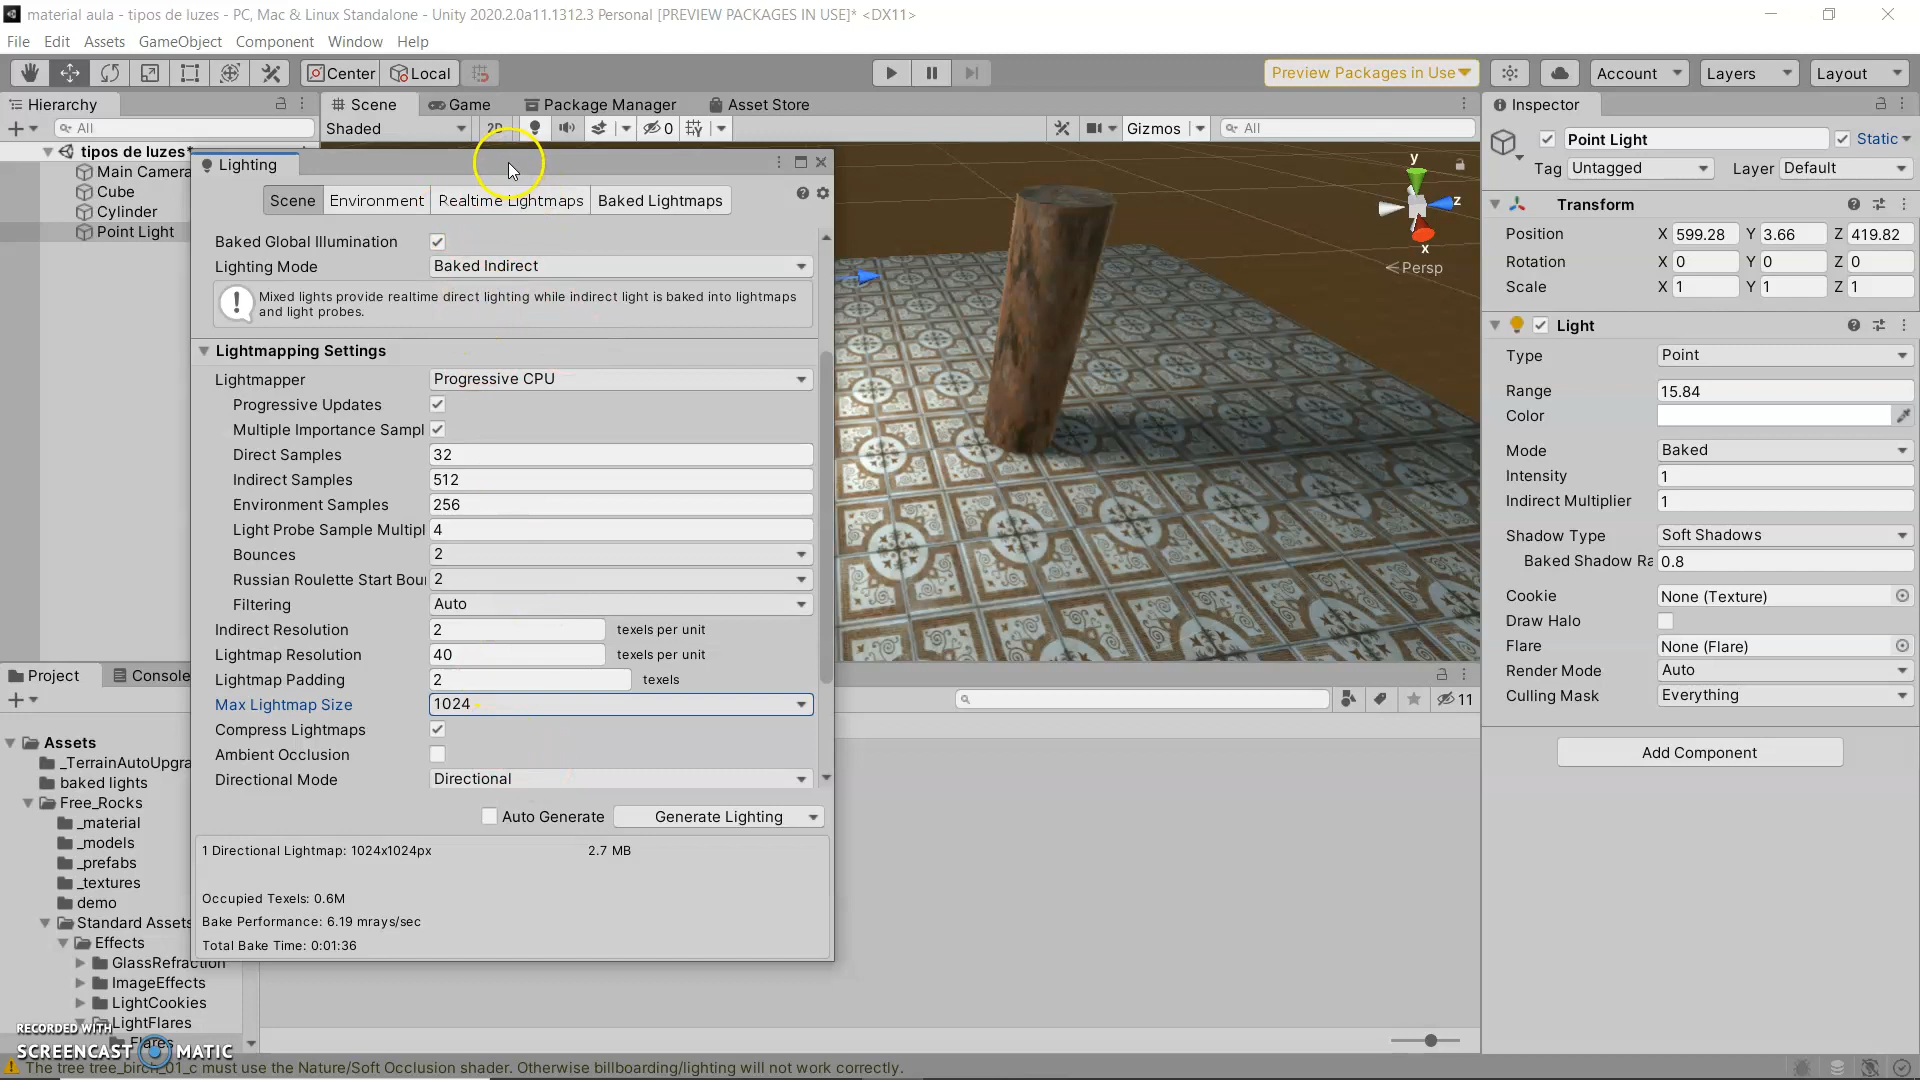 material aula - tipos de luzes - PC, Mac & Linux Standalone - Unity 2020.2.0a11.1312.3 Personal [PREVIEW PACKAGES IN USE]* <DX11>
File Edit Assets GameObject Component Window Help
Center Local Preview Packages in Use Account Layers Layout
Hierarchy Scene Game Package Manager Asset Store Inspector
All Shaded 2D 0 Gizmos All
tipos de luzes*
Main Camera
Cube
Cylinder
Point Light
Lighting
Scene Environment Realtime Lightmaps Baked Lightmaps
Baked Global Illumination
Lighting Mode Baked Indirect
Mixed lights provide realtime direct lighting while indirect light is baked into lightmaps
and light probes.
Lightmapping Settings
Lightmapper Progressive CPU
Progressive Updates
Multiple Importance Sampl
Direct Samples 32
Indirect Samples 512
Environment Samples 256
Light Probe Sample Multipl 4
Bounces 2
Russian Roulette Start Bou 2
Filtering Auto
Indirect Resolution 2 texels per unit
Lightmap Resolution 40 texels per unit
Lightmap Padding 2 texels
Max Lightmap Size 1024
Compress Lightmaps
Ambient Occlusion
Directional Mode Directional
Auto Generate Generate Lighting
1 Directional Lightmap: 1024x1024px 2.7 MB
Occupied Texels: 0.6M
Bake Performance: 6.19 mrays/sec
Total Bake Time: 0:01:36
y
z
x
Persp
Point Light Static
Tag Untagged Layer Default
Transform
Position X 599.28 Y 3.66 Z 419.82
Rotation X 0 Y 0 Z 0
Scale X 1 Y 1 Z 1
Light
Type Point
Range 15.84
Color
Mode Baked
Intensity 1
Indirect Multiplier 1
Shadow Type Soft Shadows
Baked Shadow Ra 0.8
Cookie None (Texture)
Draw Halo
Flare None (Flare)
Render Mode Auto
Culling Mask Everything
Add Component
Project Console
11
Assets
_TerrainAutoUpgra
baked lights
Free_Rocks
_material
_models
_prefabs
_textures
demo
Standard Assets
Effects
GlassRefraction
ImageEffects
LightCookies
LightFlares
Flares
RECORDED WITH
SCREENCAST MATIC
The tree tree_birch_01_c must use the Nature/Soft Occlusion shader. Otherwise billboarding/lighting will not work correctly.